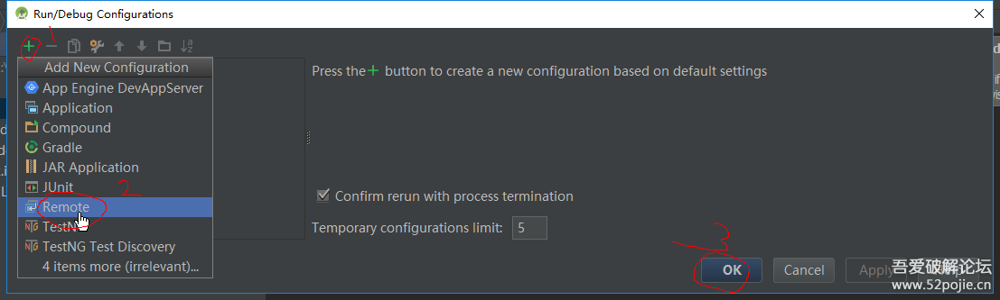 Run/Debug Configurations
1
Add New Configuration
App Engine DevAppServer
Application
Compound
Gradle
JAR Application
JUnit
2
Remote
TestNG Test Discovery
4 items more (irrelevant)...
Press the + button to create a new configuration based on default settings
Confirm rerun with process termination
Temporary configurations limit: 5
3
OK
Cancel
Apply
吾爱破解论坛
www.52pojie.cn